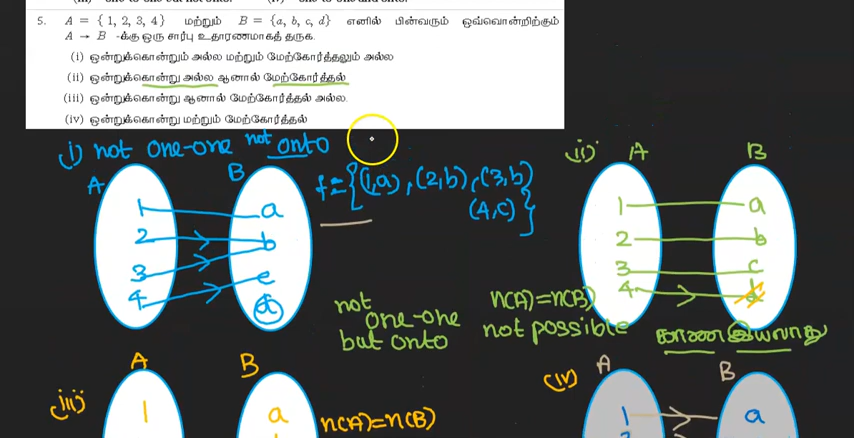 5. A = { 1, 2, 3, 4 } மற்றும் B = {a, b, c, d} எனில் பின்வரும் ஒவ்வொன்றிற்கும்
A → B -க்கு ஒரு சார்பு உதாரணமாகத் தருக.
(i) ஒன்றுக்கொன்றும் அல்ல மற்றும் மேற்கோர்த்தலும் அல்ல
(ii) ஒன்றுக்கொன்று அல்ல ஆனால் மேற்கோர்த்தல்
(iii) ஒன்றுக்கொன்று ஆனால் மேற்கோர்த்தல் அல்ல.
(iv) ஒன்றுக்கொன்று மற்றும் மேற்கோர்த்தல்
i) not one-one not onto
A B
1 a
2 b
3 c
4 d
f = {(1,a), (2,b), (3,b)
(4,c)}
ii) A B
1 a
2 b
3 c
4 d
not
one-one
but onto
n(A)=n(B)
not possible
காண இயலாது
iii) A B
1 a
n(A)=n(B)
(iv) A B
1 a